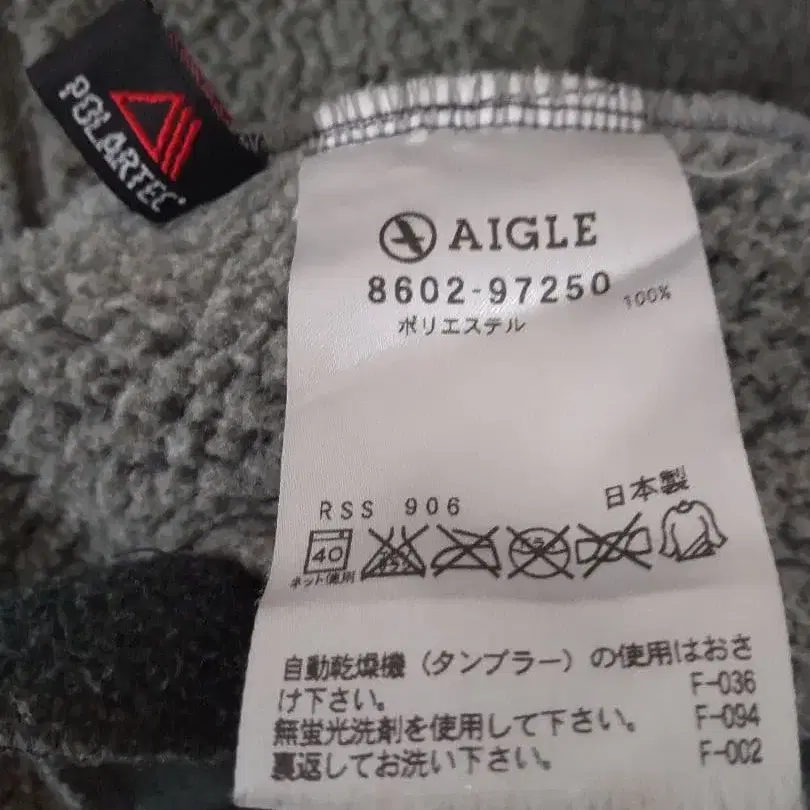 POLARTEC
AIGLE
8602-97250
ポリエステル 100%
RSS 906
日本製
40
ネット使用
自動乾燥機（タンブラー）の使用はおさ
け下さい。
F-036
無蛍光洗剤を使用して下さい。 F-094
裏返してお洗い下さい。 F-002